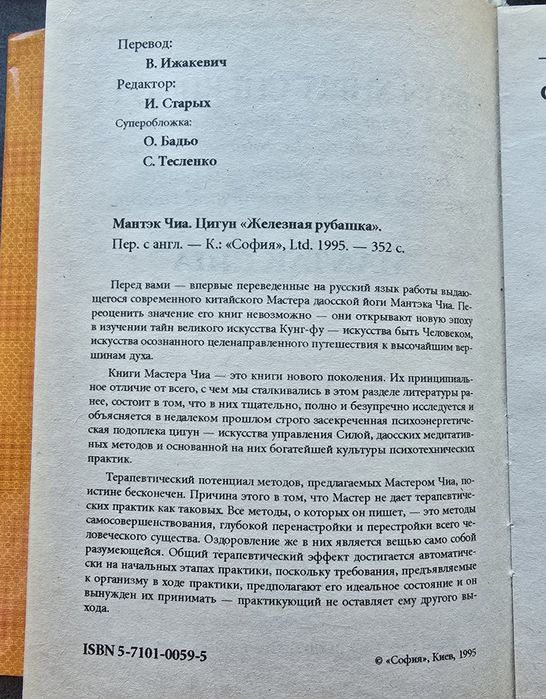 Перевод:
В. Ижакевич
Редактор:
И. Старых
Суперобложка:
О. Бадьо
С. Тесленко
Мантэк Чиа. Цигун «Железная рубашка».
Пер. с англ. — К.: «София», Ltd. 1995. — 352 с.
Перед вами — впервые переведенные на русский язык работы выдаю-
щегося современного китайского Мастера даосской йоги Мантэка Чиа. Пе-
реоценить значение его книг невозможно — они открывают новую эпоху
в изучении тайн великого искусства Кунг-фу — искусства быть Человеком,
искусства осознанного целенаправленного путешествия к высочайшим вер-
шинам духа.
Книги Мастера Чиа — это книги нового поколения. Их принципиаль-
ное отличие от всего, с чем мы сталкивались в этом разделе литературы ра-
нее, состоит в том, что в них тщательно, полно и безупречно исследуется и
объясняется в недалеком прошлом строго засекреченная психоэнергети-
ческая подоплека цигун — искусства управления Силой, даосских медитатив-
ных методов и основанной на них богатейшей культуры психотехнических
практик.
Терапевтический потенциал методов, предлагаемых Мастером Чиа, по-
истине бесконечен. Причина этого в том, что Мастер не дает терапевтичес-
ких практик как таковых. Все методы, о которых он пишет, — это методы
самосовершенствования, глубокой перенастройки и перестройки всего че-
ловеческого существа. Оздоровление же в них является вещью само собой
разумеющейся. Общий терапевтический эффект достигается автоматиче-
ски на начальных этапах практики, поскольку требования, предъявляемые
к организму в ходе практики, предполагают его идеальное состояние и он
вынужден их принимать — практикующий не оставляет ему другого вы-
хода.
ISBN 5-7101-0059-5
© «София», Киев, 1995